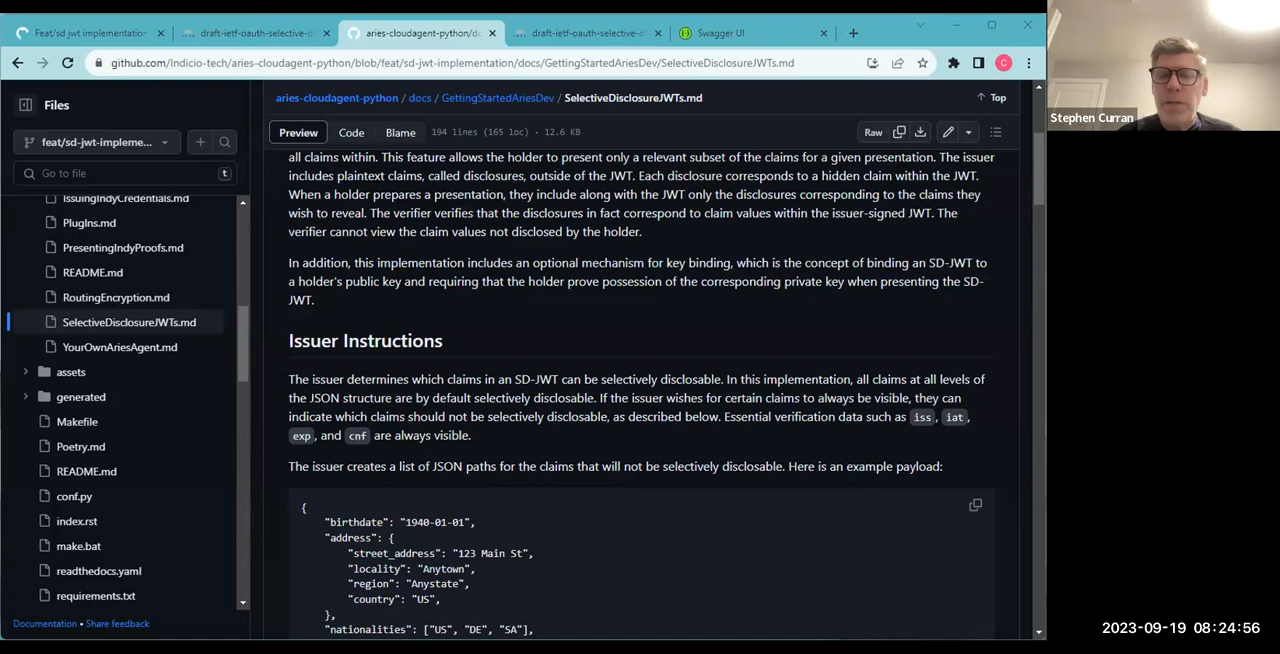 Feat/sd jwt implementation
draft-ietf-oauth-selective-di
aries-cloudagent-python/do
draft-ietf-oauth-selective-di
Swagger UI
github.com/Indicio-tech/aries-cloudagent-python/blob/feat/sd-jwt-implementation/docs/GettingStartedAriesDev/SelectiveDisclosureJWTs.md
C
Files
feat/sd-jwt-impleme...
Go to file
t
IssuingIndyCredentials.md
PlugIns.md
PresentingIndyProofs.md
README.md
RoutingEncryption.md
SelectiveDisclosureJWTs.md
YourOwnAriesAgent.md
assets
generated
Makefile
Poetry.md
README.md
conf.py
index.rst
make.bat
readthedocs.yaml
requirements.txt
Documentation • Share feedback
aries-cloudagent-python / docs / GettingStartedAriesDev / SelectiveDisclosureJWTs.md
Top
Preview Code Blame 194 lines (165 loc) · 12.6 KB
Raw
all claims within. This feature allows the holder to present only a relevant subset of the claims for a given presentation. The issuer
includes plaintext claims, called disclosures, outside of the JWT. Each disclosure corresponds to a hidden claim within the JWT.
When a holder prepares a presentation, they include along with the JWT only the disclosures corresponding to the claims they
wish to reveal. The verifier verifies that the disclosures in fact correspond to claim values within the issuer-signed JWT. The
verifier cannot view the claim values not disclosed by the holder.
In addition, this implementation includes an optional mechanism for key binding, which is the concept of binding an SD-JWT to
a holder's public key and requiring that the holder prove possession of the corresponding private key when presenting the SD-
JWT.
Issuer Instructions
The issuer determines which claims in an SD-JWT can be selectively disclosable. In this implementation, all claims at all levels of
the JSON structure are by default selectively disclosable. If the issuer wishes for certain claims to always be visible, they can
indicate which claims should not be selectively disclosable, as described below. Essential verification data such as iss, iat,
exp, and cnf are always visible.
The issuer creates a list of JSON paths for the claims that will not be selectively disclosable. Here is an example payload:
{
"birthdate": "1940-01-01",
"address": {
"street_address": "123 Main St",
"locality": "Anytown",
"region": "Anystate",
"country": "US",
},
"nationalities": ["US", "DE", "SA"],
Stephen Curran
2023-09-19 08:24:56